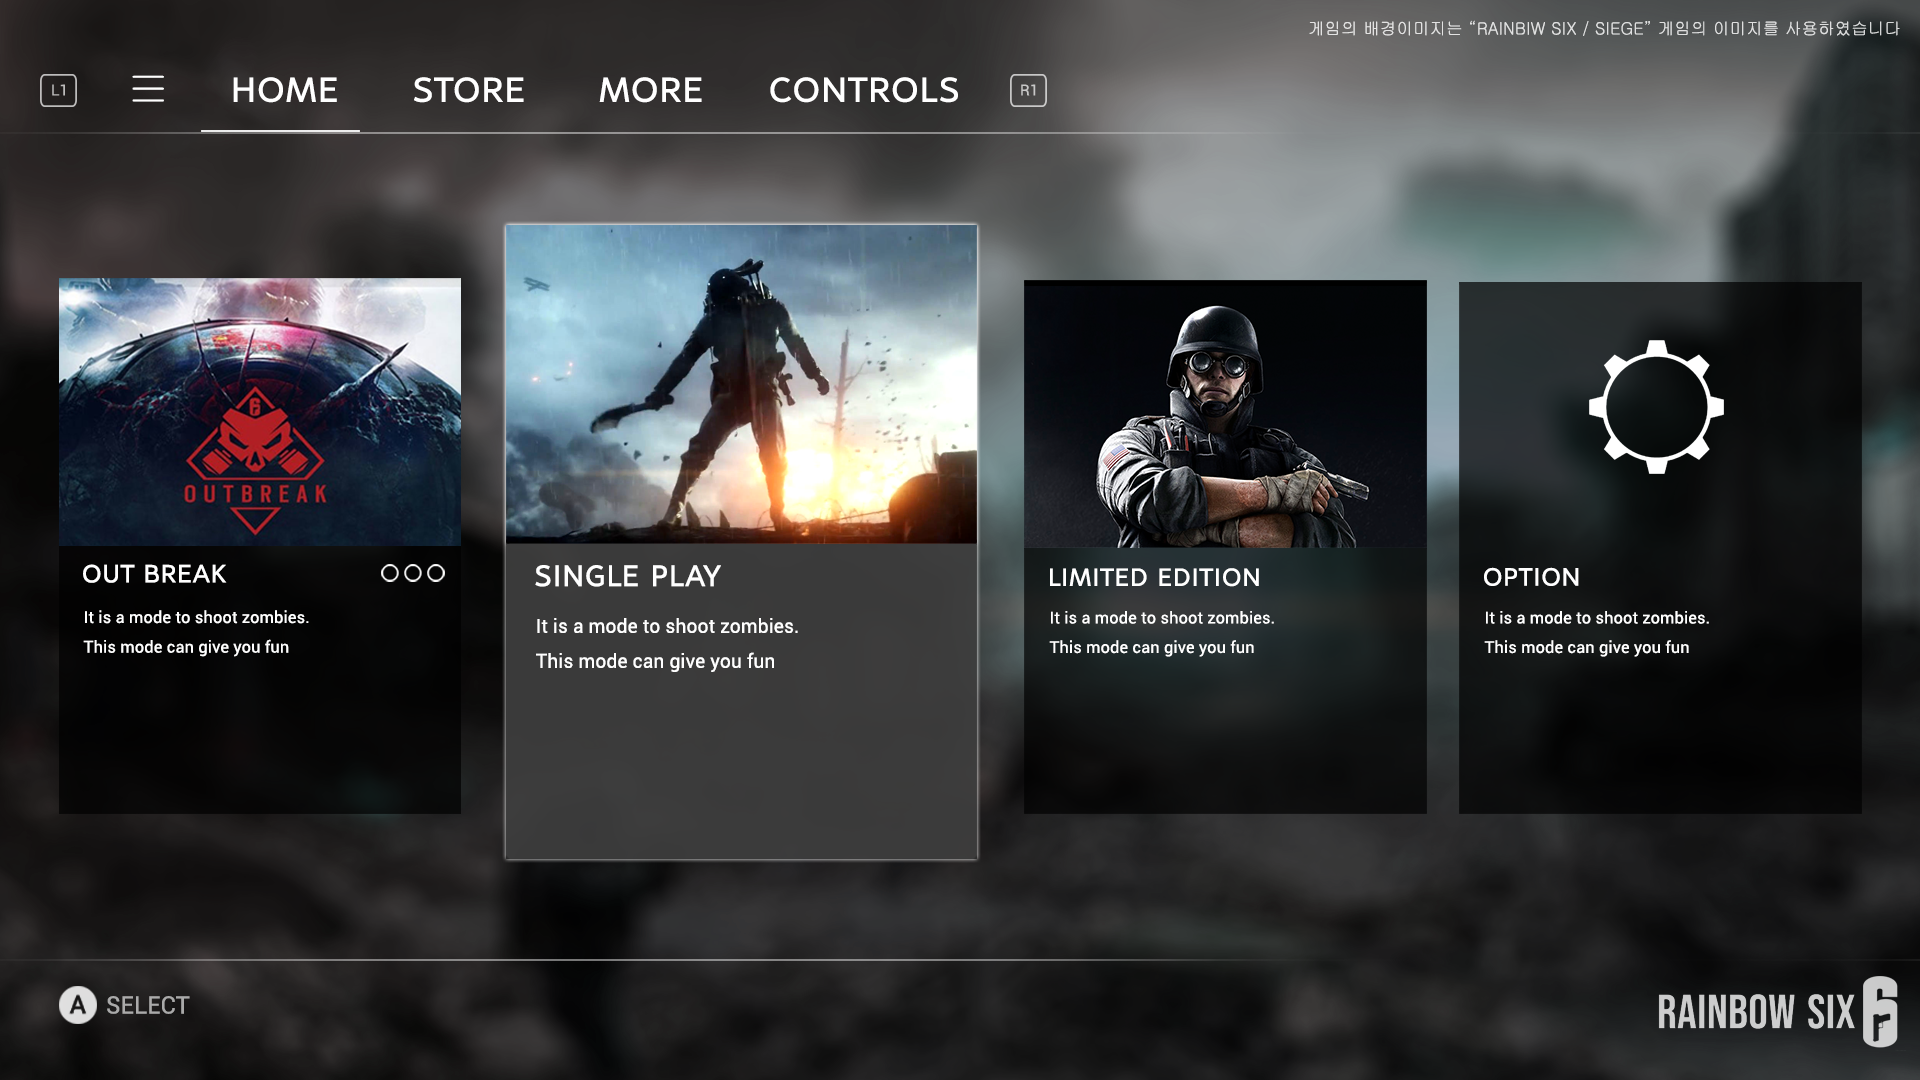 게임의 배경이미지는 “RAINBIW SIX / SIEGE” 게임의 이미지를 사용하였습니다
L1
HOME
STORE
MORE
CONTROLS
R1
6
OUTBREAK
OUT BREAK
It is a mode to shoot zombies.
This mode can give you fun
SINGLE PLAY
It is a mode to shoot zombies.
This mode can give you fun
LIMITED EDITION
It is a mode to shoot zombies.
This mode can give you fun
OPTION
It is a mode to shoot zombies.
This mode can give you fun
A SELECT
RAINBOW SIX 6